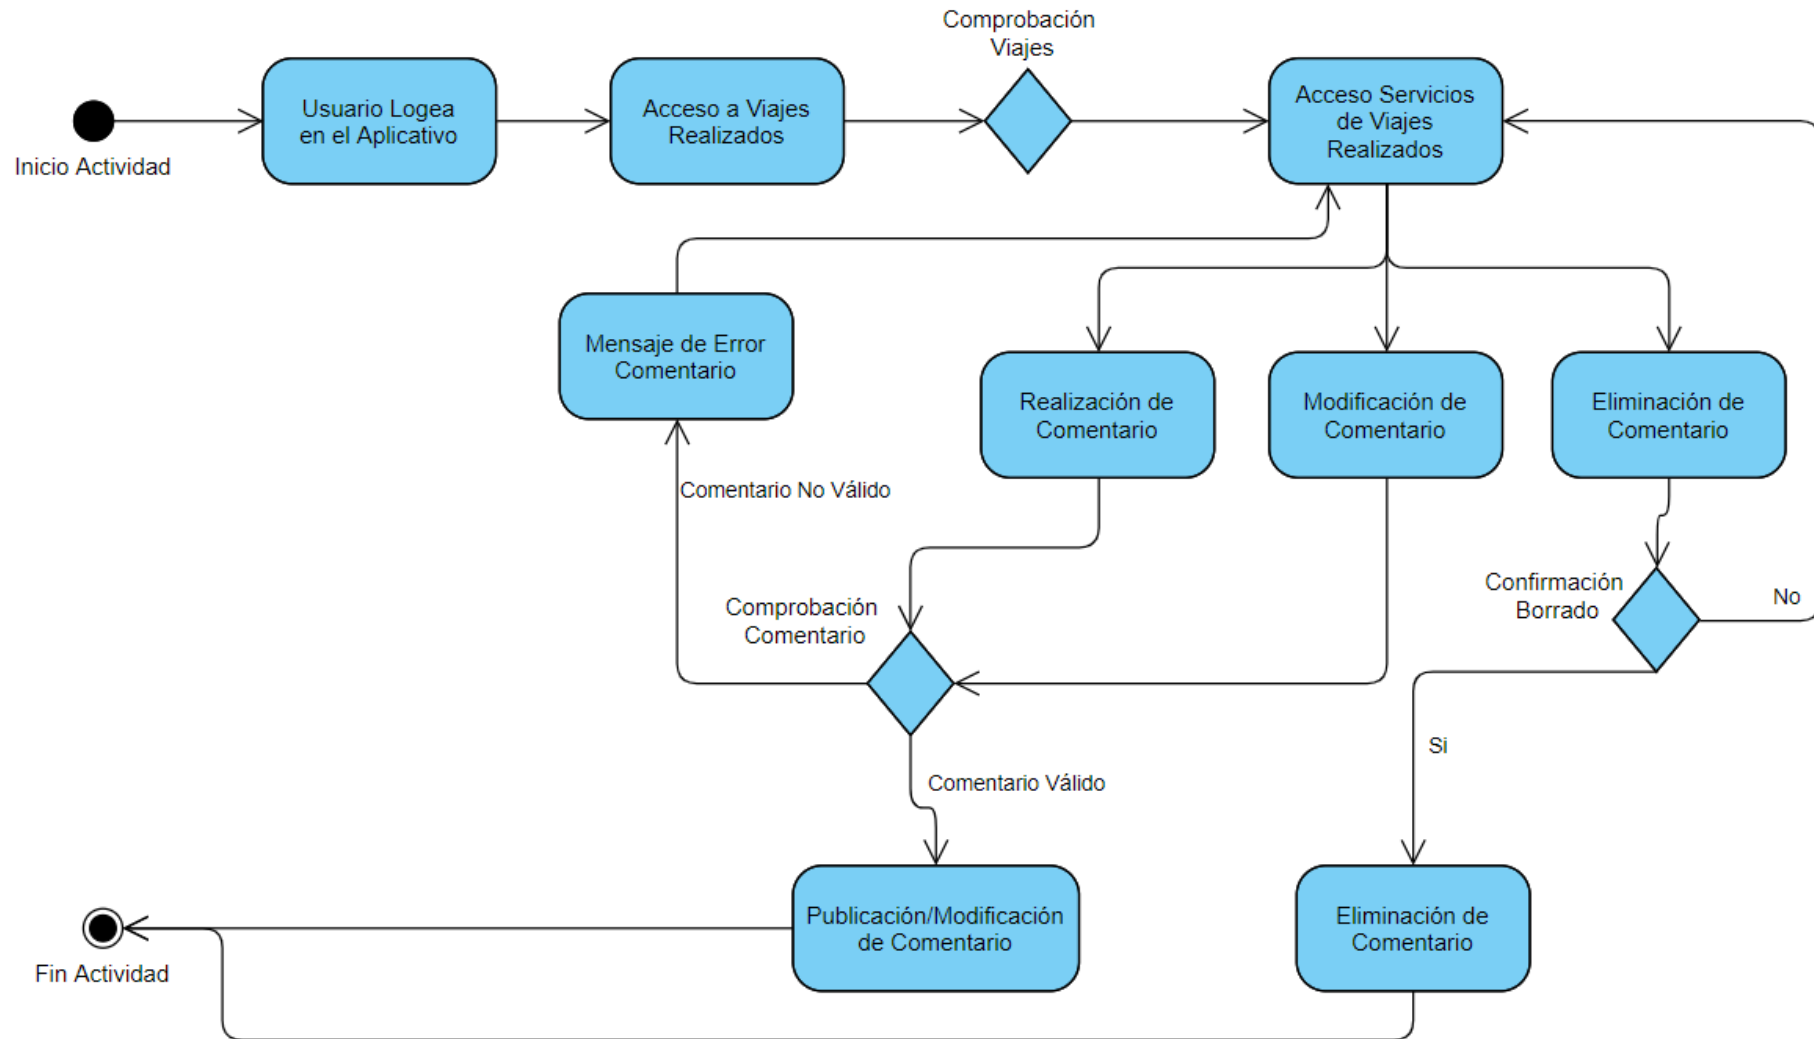 Comprobación
Viajes
Inicio Actividad
Usuario Logea
en el Aplicativo
Acceso a Viajes
Realizados
Acceso Servicios
de Viajes
Realizados
Mensaje de Error
Comentario
Realización de
Comentario
Modificación de
Comentario
Eliminación de
Comentario
Comentario No Válido
Comprobación
Comentario
Confirmación
Borrado
No
Si
Comentario Válido
Publicación/Modificación
de Comentario
Eliminación de
Comentario
Fin Actividad